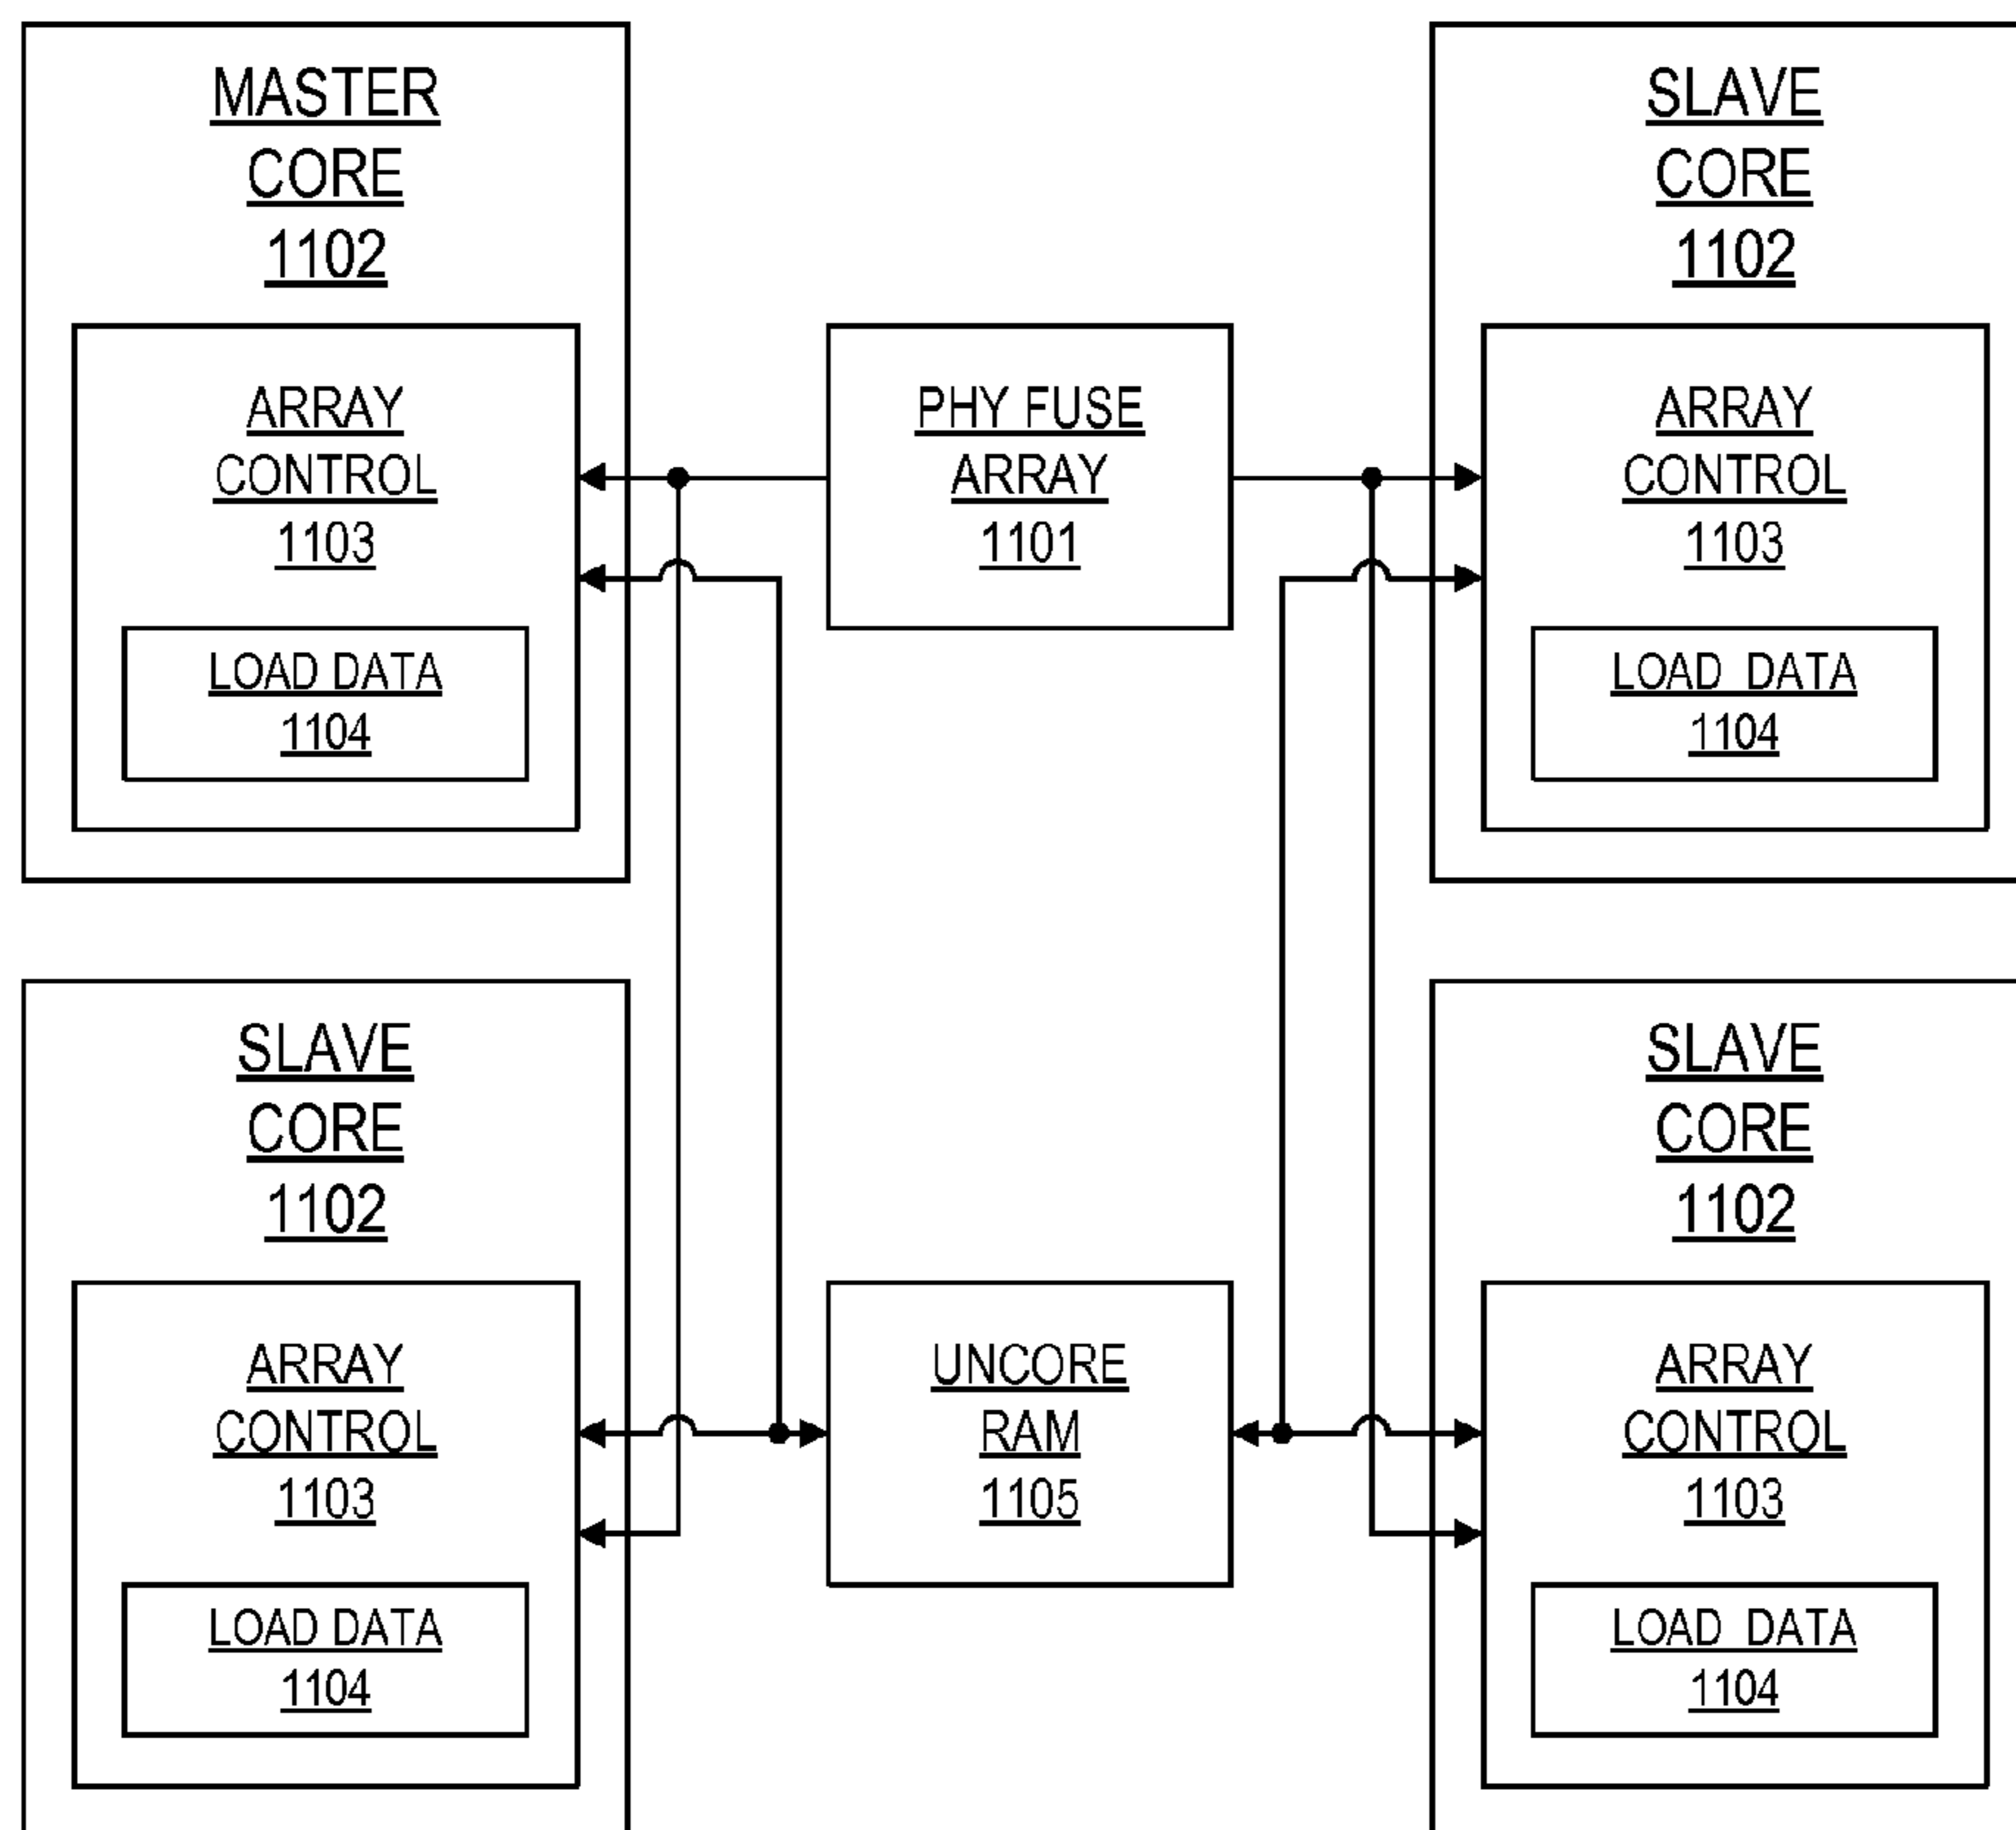 MASTER
CORE
1102
ARRAY
CONTROL
1103
LOAD DATA
1104
PHY FUSE
ARRAY
1101
SLAVE
CORE
1102
ARRAY
CONTROL
1103
LOAD DATA
1104
SLAVE
CORE
1102
ARRAY
CONTROL
1103
LOAD DATA
1104
UNCORE
RAM
1105
SLAVE
CORE
1102
ARRAY
CONTROL
1103
LOAD DATA
1104